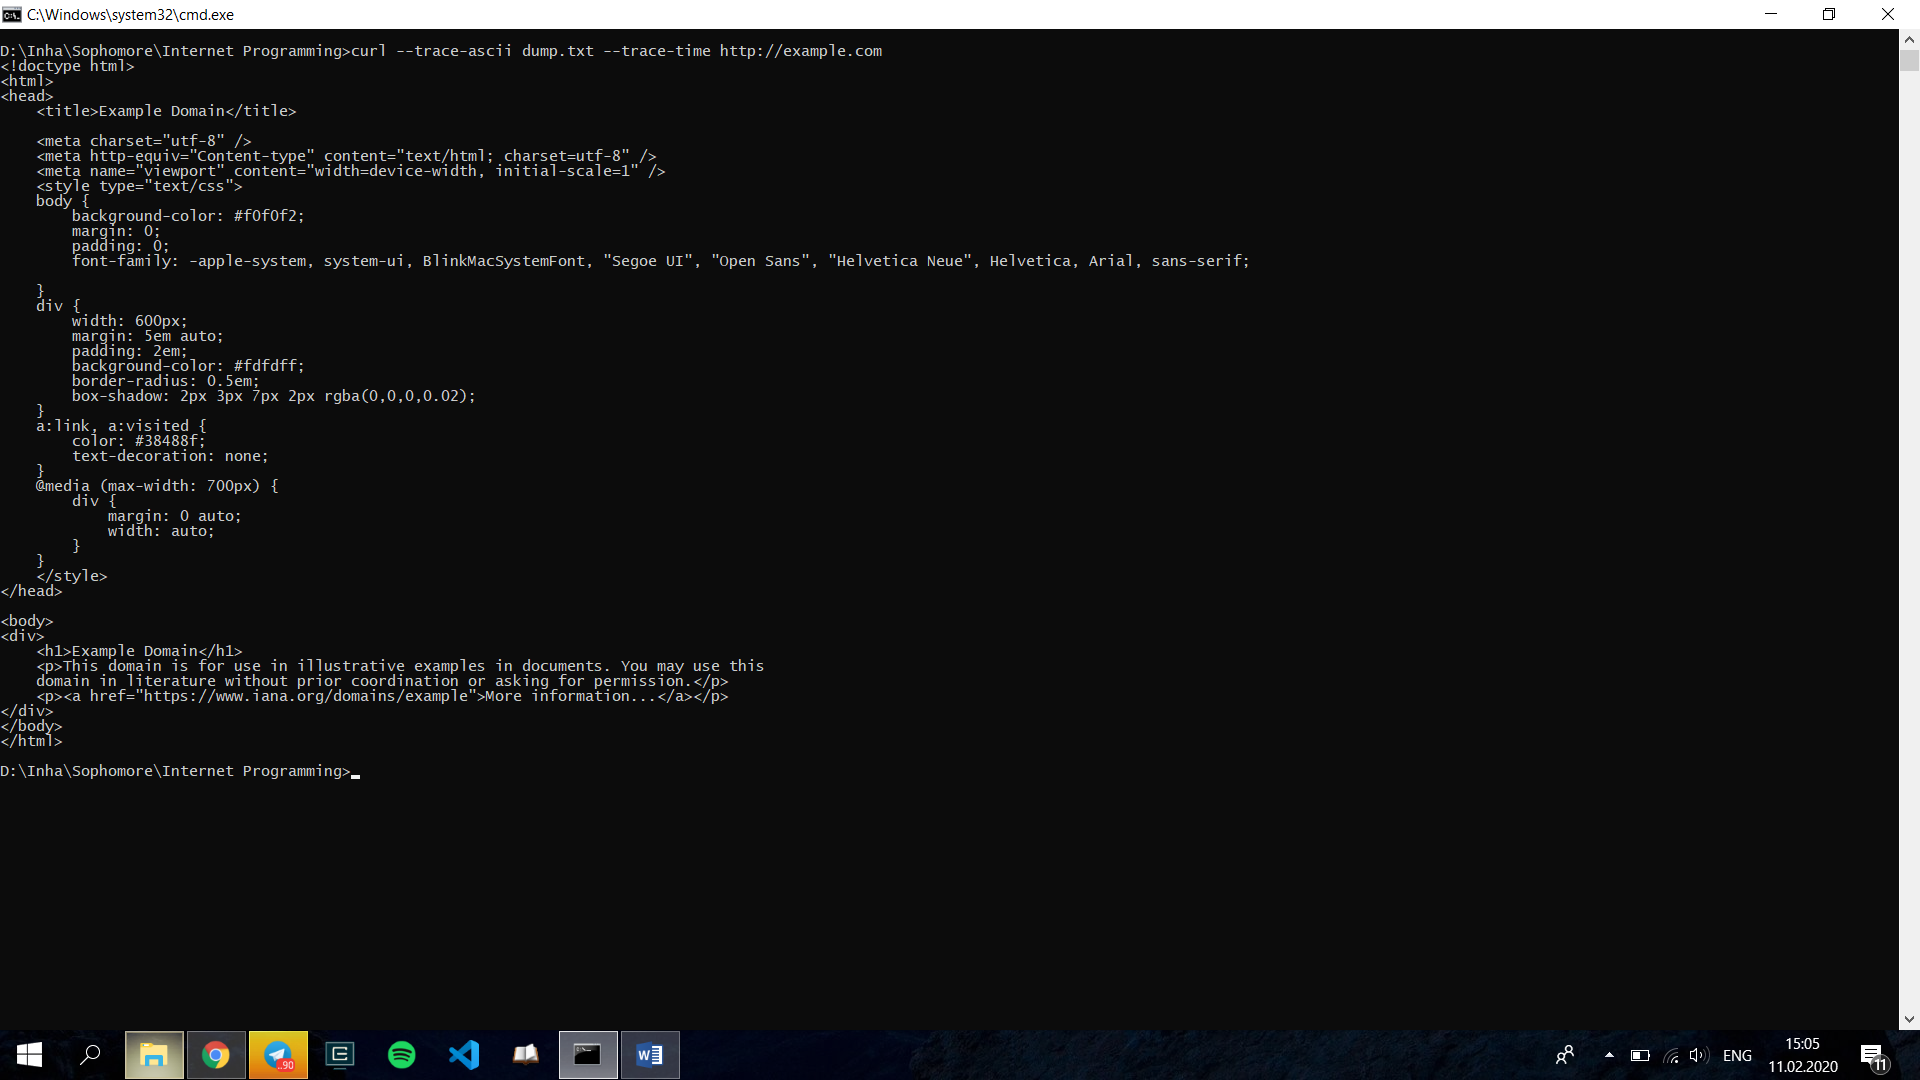 C:\Windows\system32\cmd.exe
D:\Inha\Sophomore\Internet Programming>curl --trace-ascii dump.txt --trace-time http://example.com
<!doctype html>
<html>
<head>
    <title>Example Domain</title>

    <meta charset="utf-8" />
    <meta http-equiv="Content-type" content="text/html; charset=utf-8" />
    <meta name="viewport" content="width=device-width, initial-scale=1" />
    <style type="text/css">
    body {
        background-color: #f0f0f2;
        margin: 0;
        padding: 0;
        font-family: -apple-system, system-ui, BlinkMacSystemFont, "Segoe UI", "Open Sans", "Helvetica Neue", Helvetica, Arial, sans-serif;

    }
    div {
        width: 600px;
        margin: 5em auto;
        padding: 2em;
        background-color: #fdfdff;
        border-radius: 0.5em;
        box-shadow: 2px 3px 7px 2px rgba(0,0,0,0.02);
    }
    a:link, a:visited {
        color: #38488f;
        text-decoration: none;
    }
    @media (max-width: 700px) {
        div {
            margin: 0 auto;
            width: auto;
        }
    }
    </style>
</head>

<body>
<div>
    <h1>Example Domain</h1>
    <p>This domain is for use in illustrative examples in documents. You may use this
    domain in literature without prior coordination or asking for permission.</p>
    <p><a href="https://www.iana.org/domains/example">More information...</a></p>
</div>
</body>
</html>

D:\Inha\Sophomore\Internet Programming>
..90
ENG
15:05
11.02.2020
11